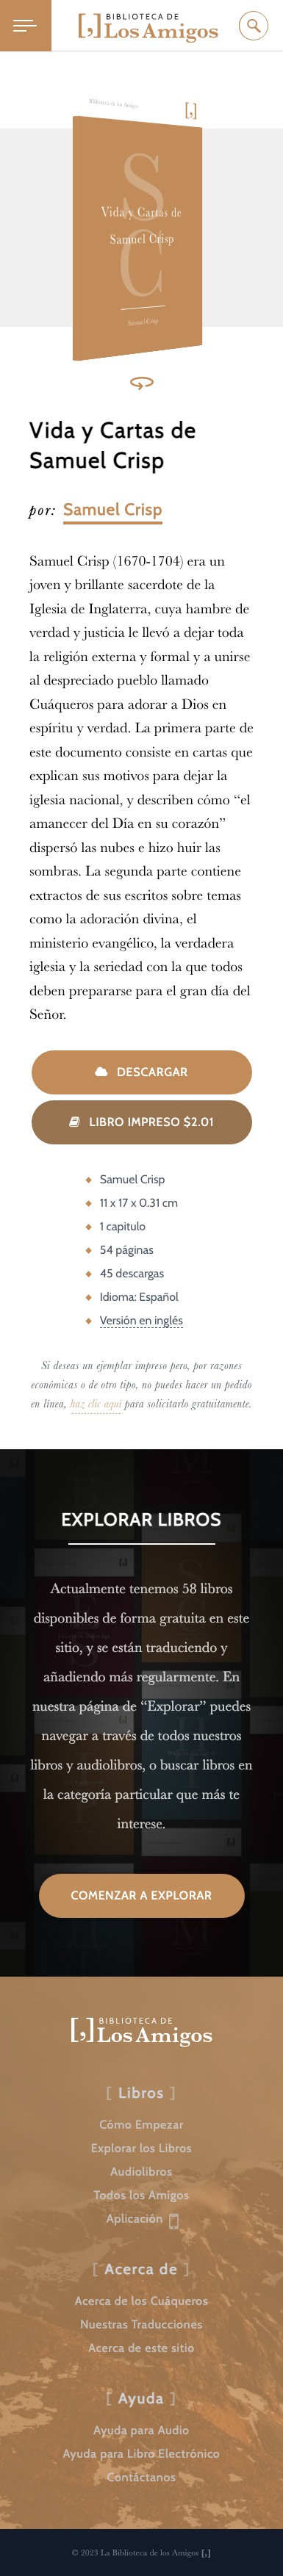 BIBLIOTECA DE
[,] Los Amigos
Biblioteca de los Amigos
[,]
SC
Vida y Cartas de
Samuel Crisp
Samuel Crisp
Vida y Cartas de
Samuel Crisp
por: Samuel Crisp
Samuel Crisp (1670-1704) era un
joven y brillante sacerdote de la
Iglesia de Inglaterra, cuya hambre de
verdad y justicia le llevó a dejar toda
la religión externa y formal y a unirse
al despreciado pueblo llamado
Cuáqueros para adorar a Dios en
espíritu y verdad. La primera parte de
este documento consiste en cartas que
explican sus motivos para dejar la
iglesia nacional, y describen cómo “el
amanecer del Día en su corazón”
dispersó las nubes e hizo huir las
sombras. La segunda parte contiene
extractos de sus escritos sobre temas
como la adoración divina, el
ministerio evangélico, la verdadera
iglesia y la seriedad con la que todos
deben prepararse para el gran día del
Señor.
DESCARGAR
LIBRO IMPRESO $2.01
Samuel Crisp
11 x 17 x 0.31 cm
1 capitulo
54 páginas
45 descargas
Idioma: Español
Versión en inglés
Si deseas un ejemplar impreso pero, por razones
económicas o de otro tipo, no puedes hacer un pedido
en línea, haz clic aquí para solicitarlo gratuitamente.
EXPLORAR LIBROS
Actualmente tenemos 58 libros
disponibles de forma gratuita en este
sitio, y se están traduciendo y
añadiendo más regularmente. En
nuestra página de “Explorar” puedes
navegar a través de todos nuestros
libros y audiolibros, o buscar libros en
la categoría particular que más te
interese.
COMENZAR A EXPLORAR
BIBLIOTECA DE
[,] Los Amigos
[ Libros ]
Cómo Empezar
Explorar los Libros
Audiolibros
Todos los Amigos
Aplicación
[ Acerca de ]
Acerca de los Cuáqueros
Nuestras Traducciones
Acerca de este sitio
[ Ayuda ]
Ayuda para Audio
Ayuda para Libro Electrónico
Contáctanos
© 2023 La Biblioteca de los Amigos [,]